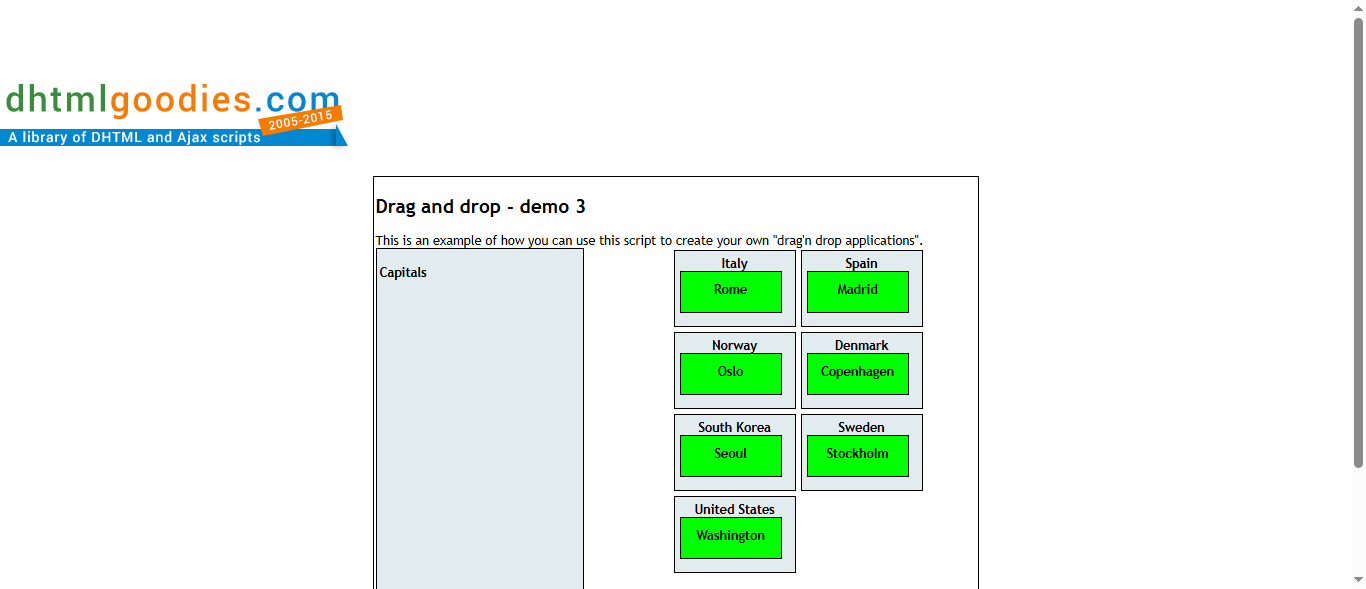 dhtmlgoodies.com
2005-2015
A library of DHTML and Ajax scripts
Drag and drop - demo 3
This is an example of how you can use this script to create your own "drag'n drop applications".
Capitals
Italy
Rome
Spain
Madrid
Norway
Oslo
Denmark
Copenhagen
South Korea
Seoul
Sweden
Stockholm
United States
Washington